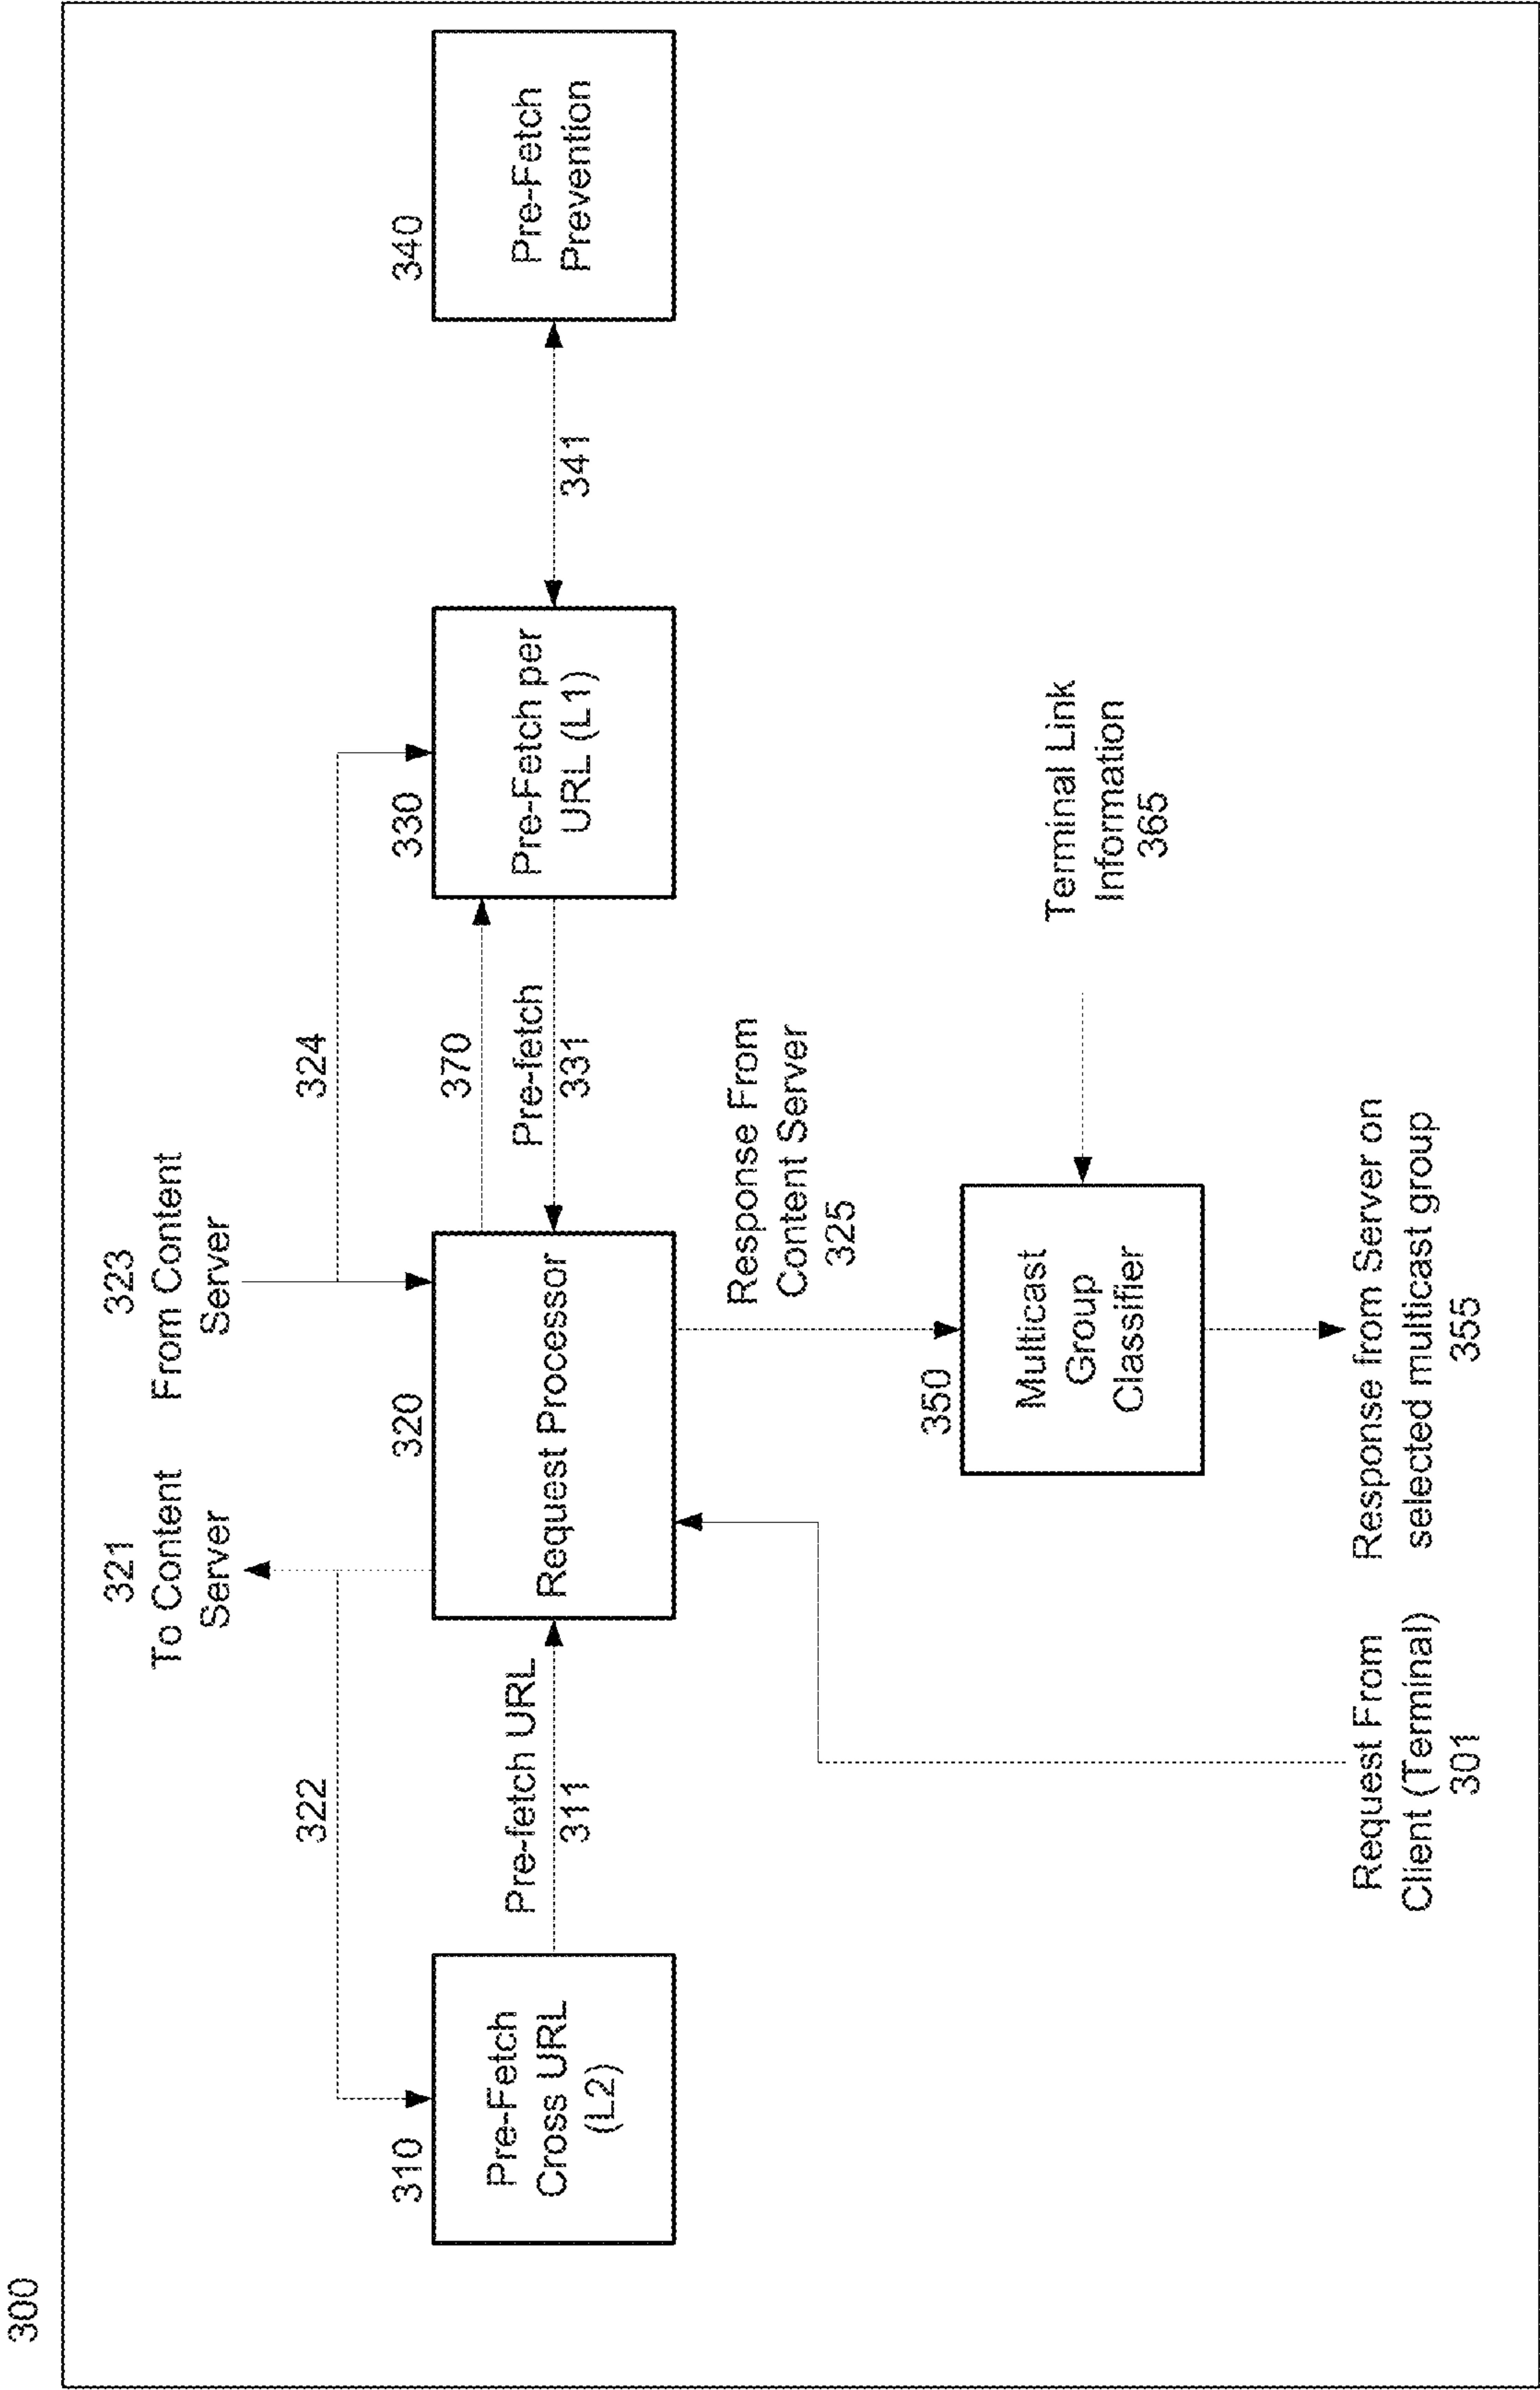 300
321
To Content
Server
323
From Content
Server
322
324
310
Pre-Fetch
Cross URL
(L2)
Pre-fetch URL
311
320
Request Processor
370
Pre-fetch
331
330
Pre-Fetch per
URL (L1)
341
340
Pre-Fetch
Prevention
Response From
Content Server
325
350
Multicast
Group
Classifier
Terminal Link
Information
365
Request From
Client (Terminal)
301
Response from Server on
selected multicast group
355